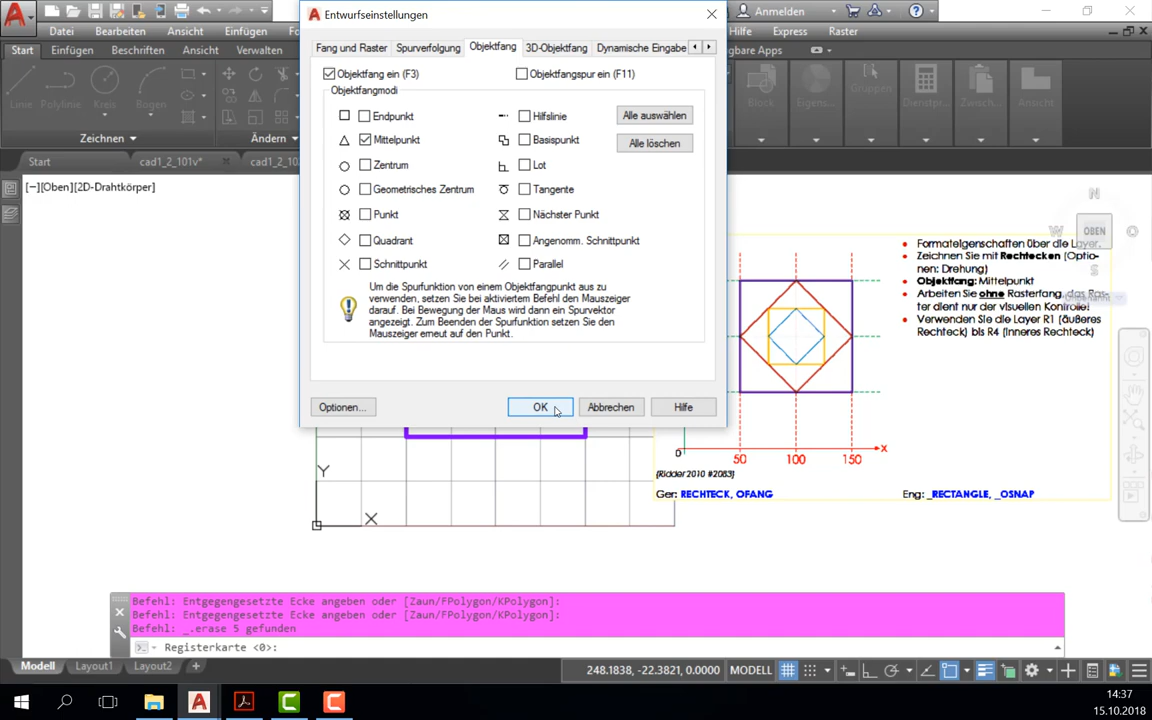 Entwurfseinstellungen
Anmelden
Datei Bearbeiten Ansicht Einfügen
Hilfe Express Raster
Start Einfügen Beschriften Ansicht Verwalten
Linie Polylinie Kreis Bogen
Zeichnen
Ändern
Block Eigens... Gruppen Dienstpr... Zwisch... Ansicht
Start cad1_2_101v*
[−][Oben][2D-Drahtkörper]
Fang und Raster Spurverfolgung Objektfang 3D-Objektfang Dynamische Eingabe
Objektfang ein (F3)
Objektfangspur ein (F11)
Objektfangmodi
Endpunkt
Hilfslinie
Alle auswählen
Mittelpunkt
Basispunkt
Alle löschen
Zentrum
Lot
Geometrisches Zentrum
Tangente
Punkt
Nächster Punkt
Quadrant
Angenomm. Schnittpunkt
Schnittpunkt
Parallel
Um die Spurfunktion von einem Objektfangpunkt aus zu
verwenden, setzen Sie bei aktiviertem Befehl den Mauszeiger
darauf. Bei Bewegung der Maus wird dann ein Spurvektor
angezeigt. Zum Beenden der Spurfunktion setzen Sie den
Mauszeiger erneut auf den Punkt.
Optionen...
OK
Abbrechen
Hilfe
N
W OBEN O
S
• Formateigenschaften über die Layer.
• Zeichnen Sie mit Rechtecken (Optio-
nen: Drehung)
• Objektfang: Mittelpunkt
• Arbeiten Sie ohne Rasterfang, das Ras-
ter dient nur der visuellen Kontrolle!
• Verwenden Sie die Layer R1 (äußeres
Rechteck) bis R4 (inneres Rechteck)
0
50 100 150
X
(Ridder 2010 #2083)
Ger: RECHTECK, OFANG
Eng: _RECTANGLE, _OSNAP
Y
X
Befehl: Entgegengesetzte Ecke angeben oder [Zaun/FPolygon/KPolygon]:
Befehl: Entgegengesetzte Ecke angeben oder [Zaun/FPolygon/KPolygon]:
Befehl: _.erase 5 gefunden
Registerkarte <0>:
Modell Layout1 Layout2 +
248.1838, -22.3821, 0.0000 MODELL
14:37
15.10.2018